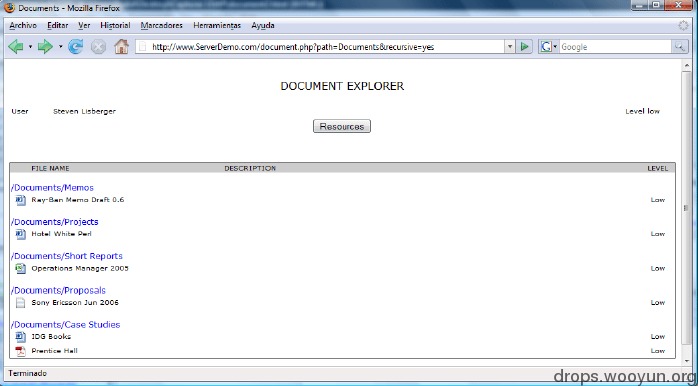 Documents - Mozilla Firefox
Archivo Editar Ver Historial Marcadores Herramientas Ayuda
http://www.ServerDemo.com/document.php?path=Documents&recursive=yes Google
DOCUMENT EXPLORER
User Steven Lisberger Level low
Resources
FILE NAME DESCRIPTION LEVEL
/Documents/Memos
Ray-Ban Memo Draft 0.6 Low
/Documents/Projects
Hotel White Perl Low
/Documents/Short Reports
Operations Manager 2005 Low
/Documents/Proposals
Sony Ericsson Jun 2006 Low
/Documents/Case Studies
IDG Books Low
Prentice Hall Low
Terminado
drops.wooyun.org